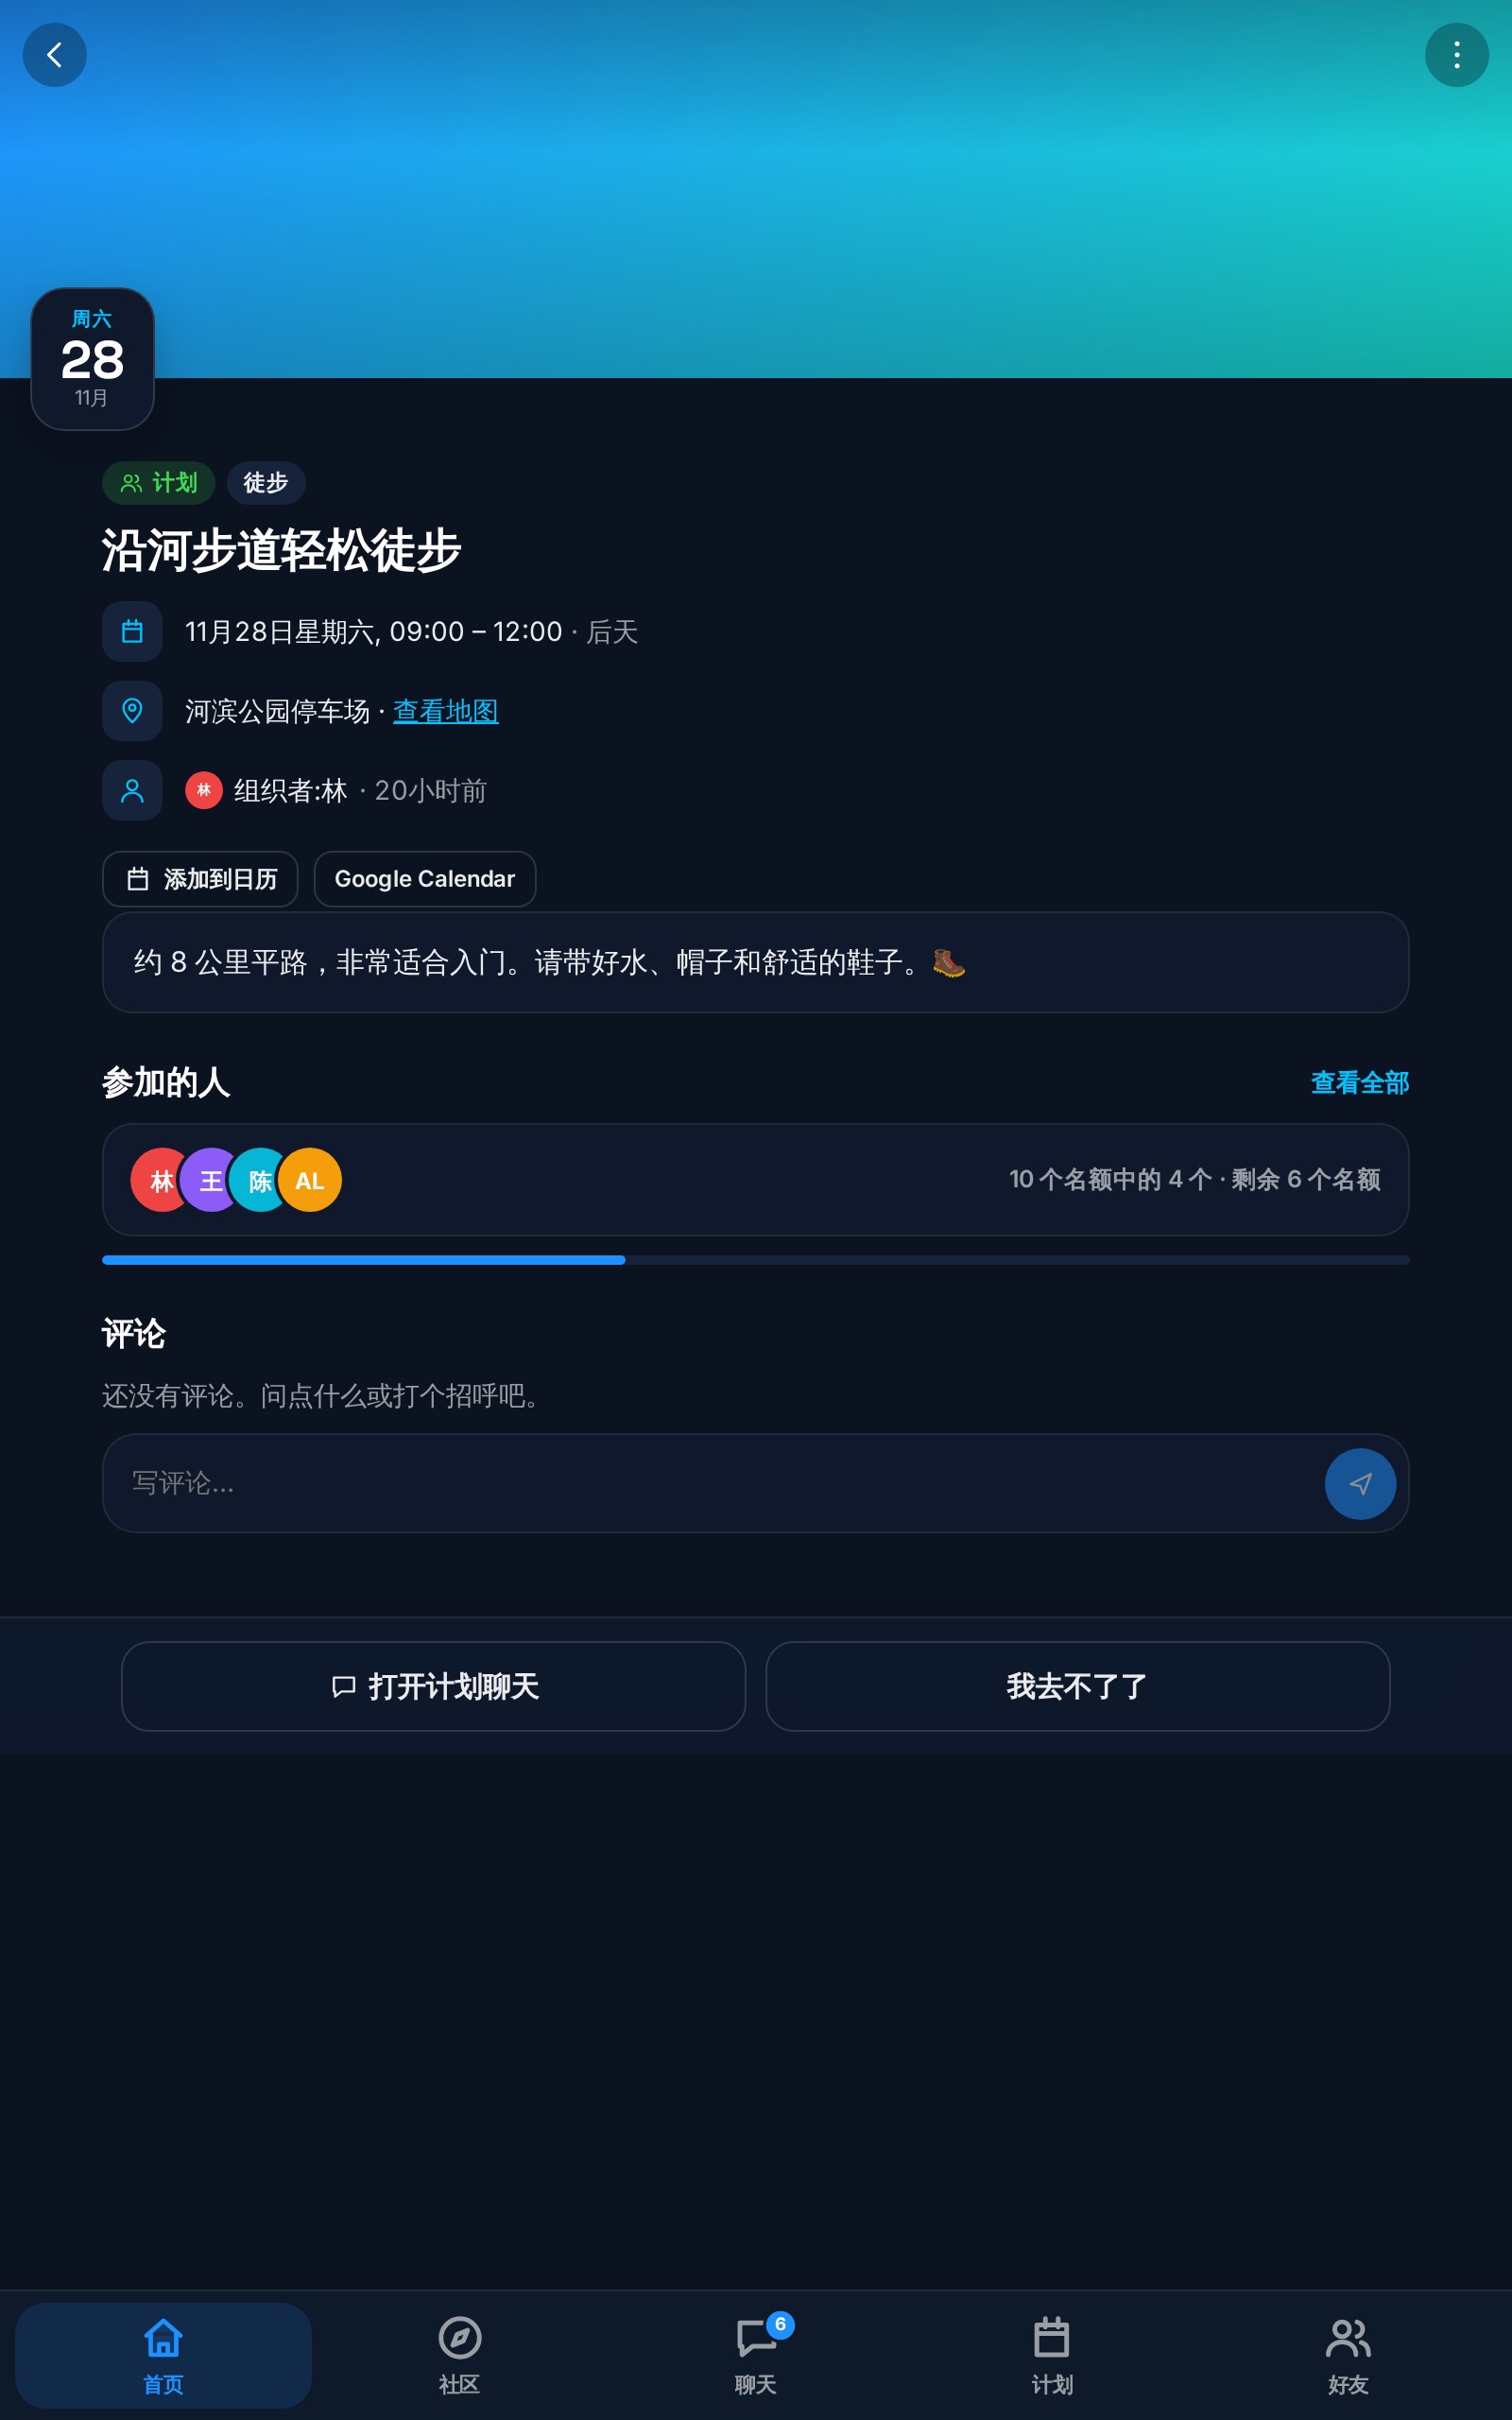 周六
28
11月
计划
徒步
沿河步道轻松徒步
11月28日星期六, 09:00 – 12:00 · 后天
河滨公园停车场 · 查看地图
林 组织者:林 · 20小时前
添加到日历
Google Calendar
约 8 公里平路，非常适合入门。请带好水、帽子和舒适的鞋子。🥾
参加的人
查看全部
林 王 陈 AL
10 个名额中的 4 个 · 剩余 6 个名额
评论
还没有评论。问点什么或打个招呼吧。
写评论...
打开计划聊天
我去不了了
6
首页
社区
聊天
计划
好友